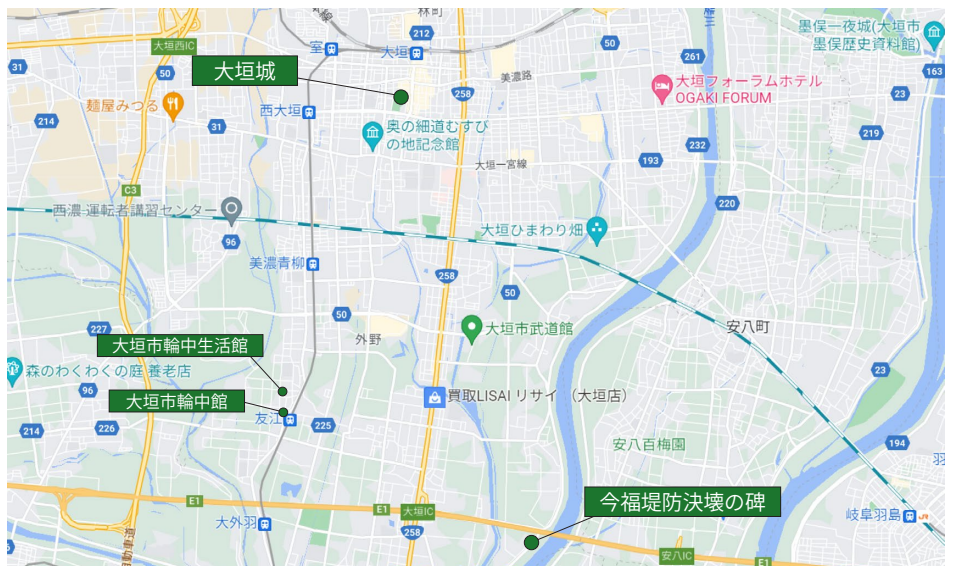 林町
212
墨俣一夜城(大垣市
墨俣歴史資料館)
大垣西IC
室
大垣
50
261
31
31
50
大垣城
美濃路
163
大垣フォーラムホテル
OGAKI FORUM
258
23
麺屋みつる
西大垣
214
31
奥の細道むすび
の地記念館
219
232
大垣一宮線
193
C3
220
西濃 運転者講習センター
96
大垣ひまわり畑
美濃青柳
258
50
50
227
大垣市武道館
安八町
外野
大垣市輪中生活館
森のわくわくの庭 養老店
23
96
買取LISAI リサイ (大垣店)
大垣市輪中館
友江
225
214
226
194
安八百梅園
羽
E1
E1
今福堤防決壊の碑
大垣IC
大外羽
岐阜羽島
258
自動車道
安八IC
E1